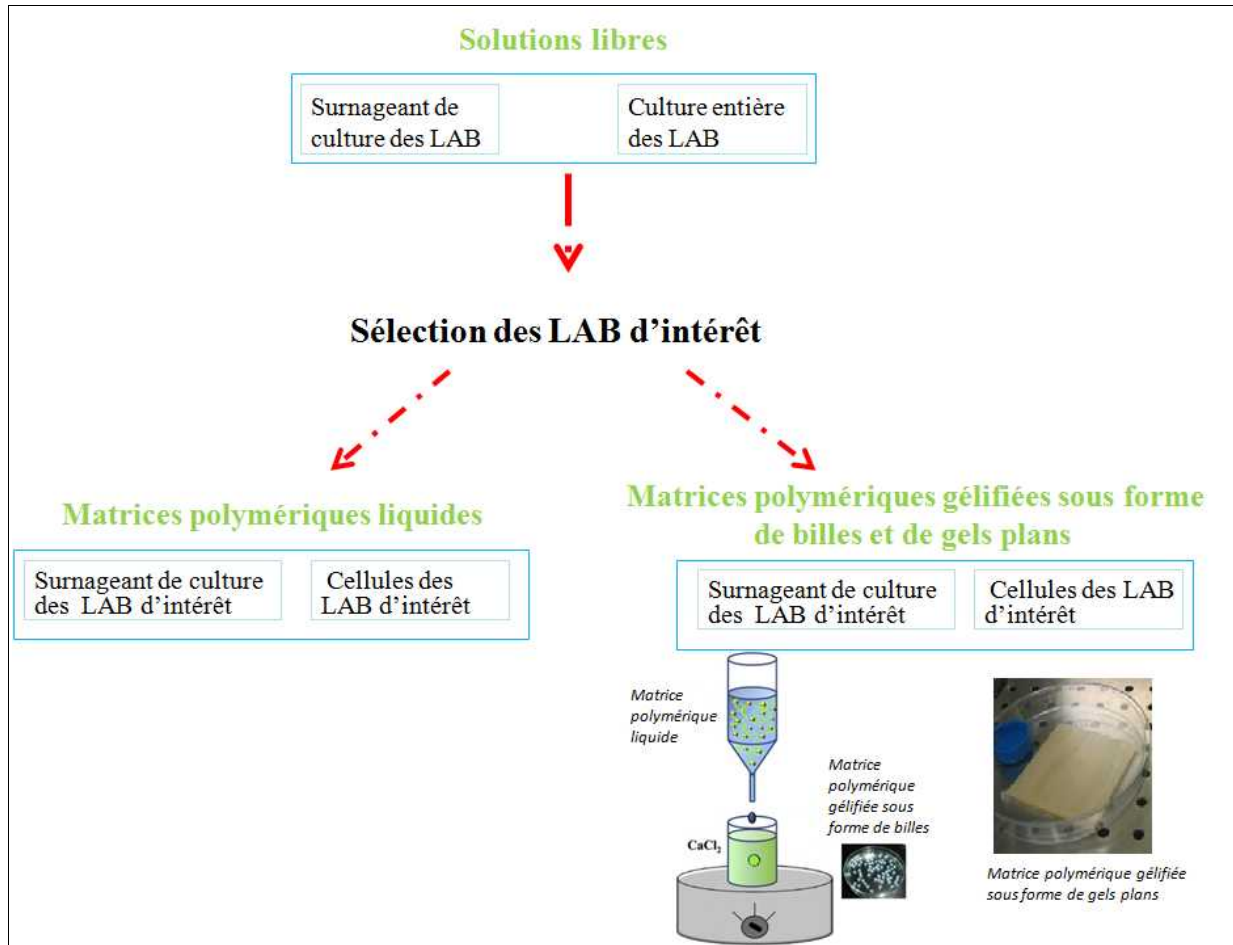 Solutions libres
Surnageant de
culture des LAB
Culture entière
des LAB
Sélection des LAB d’intérêt
Matrices polymériques liquides
Surnageant de culture
des LAB d’intérêt
Cellules des
LAB d’intérêt
Matrices polymériques gélifiées sous forme
de billes et de gels plans
Surnageant de culture
des LAB d’intérêt
Cellules des LAB
d’intérêt
Matrice
polymérique
liquide
CaCl₂
Matrice
polymérique
gélifiée sous
forme de billes
Matrice polymérique gélifiée
sous forme de gels plans